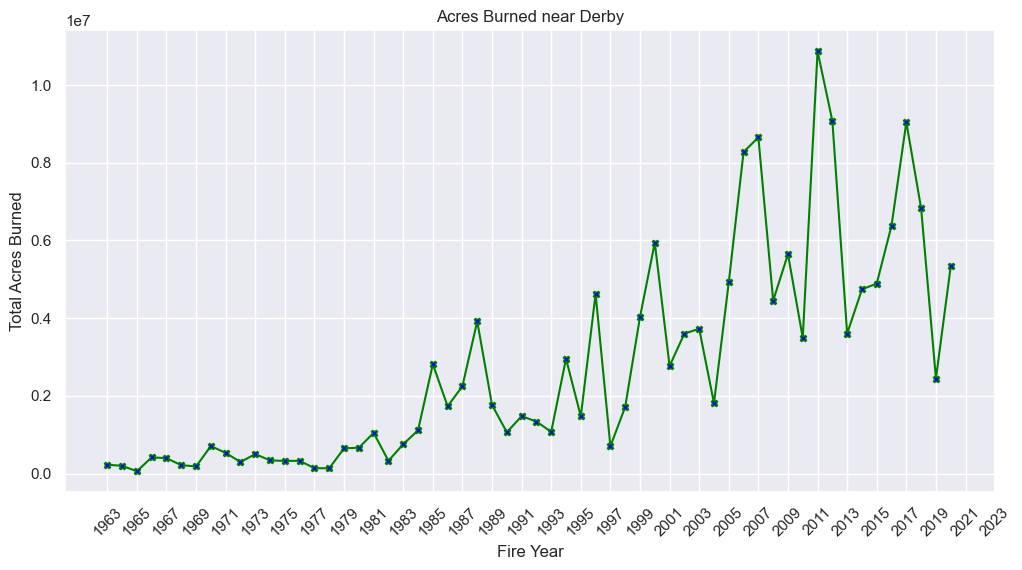 Acres Burned near Derby
1e7
1.0
0.8
0.6
0.4
0.2
0.0
Total Acres Burned
1963 1965 1967 1969 1971 1973 1975 1977 1979 1981 1983 1985 1987 1989 1991 1993 1995 1997 1999 2001 2003 2005 2007 2009 2011 2013 2015 2017 2019 2021 2023
Fire Year